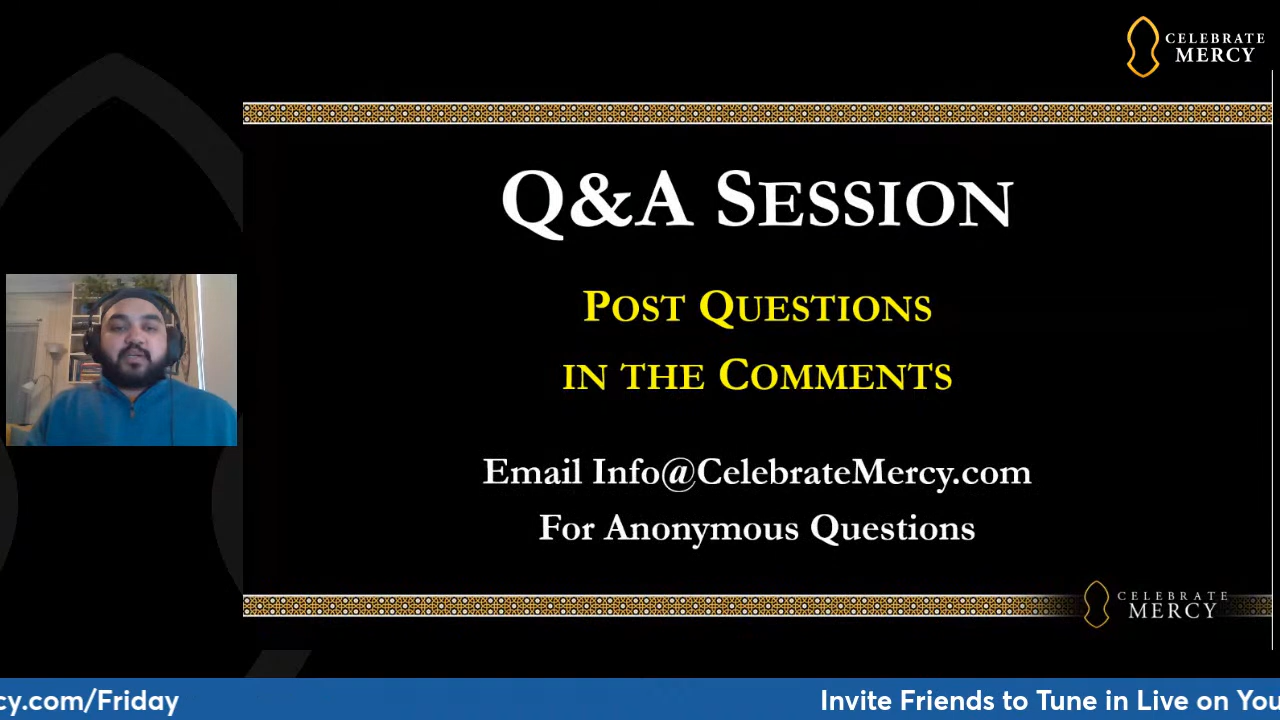 CELEBRATE
MERCY
Q&A SESSION
POST QUESTIONS
IN THE COMMENTS
Email Info@CelebrateMercy.com
For Anonymous Questions
CELEBRATE
MERCY
cy.com/Friday
Invite Friends to Tune in Live on You